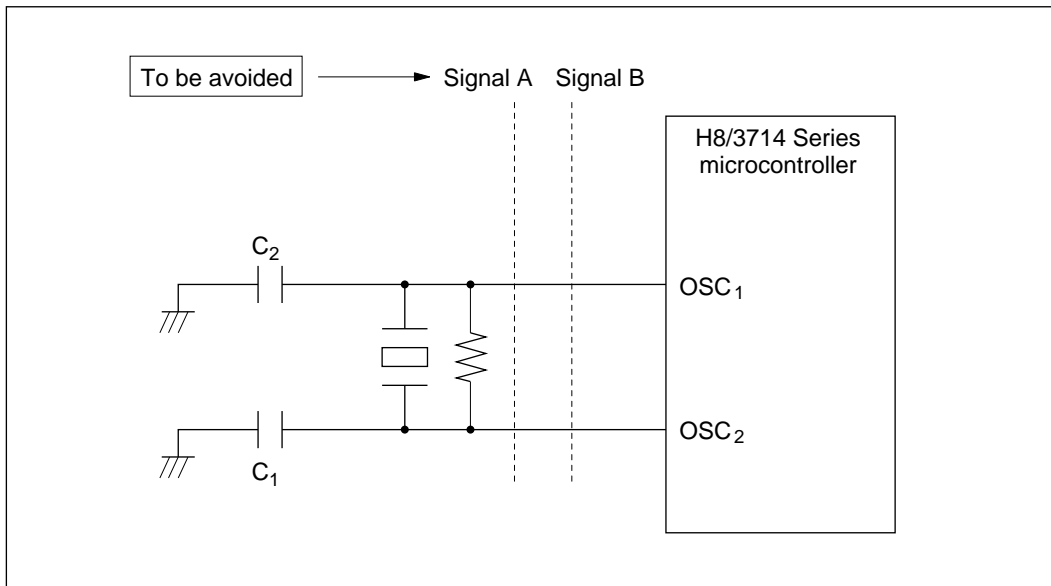 To be avoided
Signal A
Signal B
H8/3714 Series
microcontroller
C2
OSC1
OSC2
C1